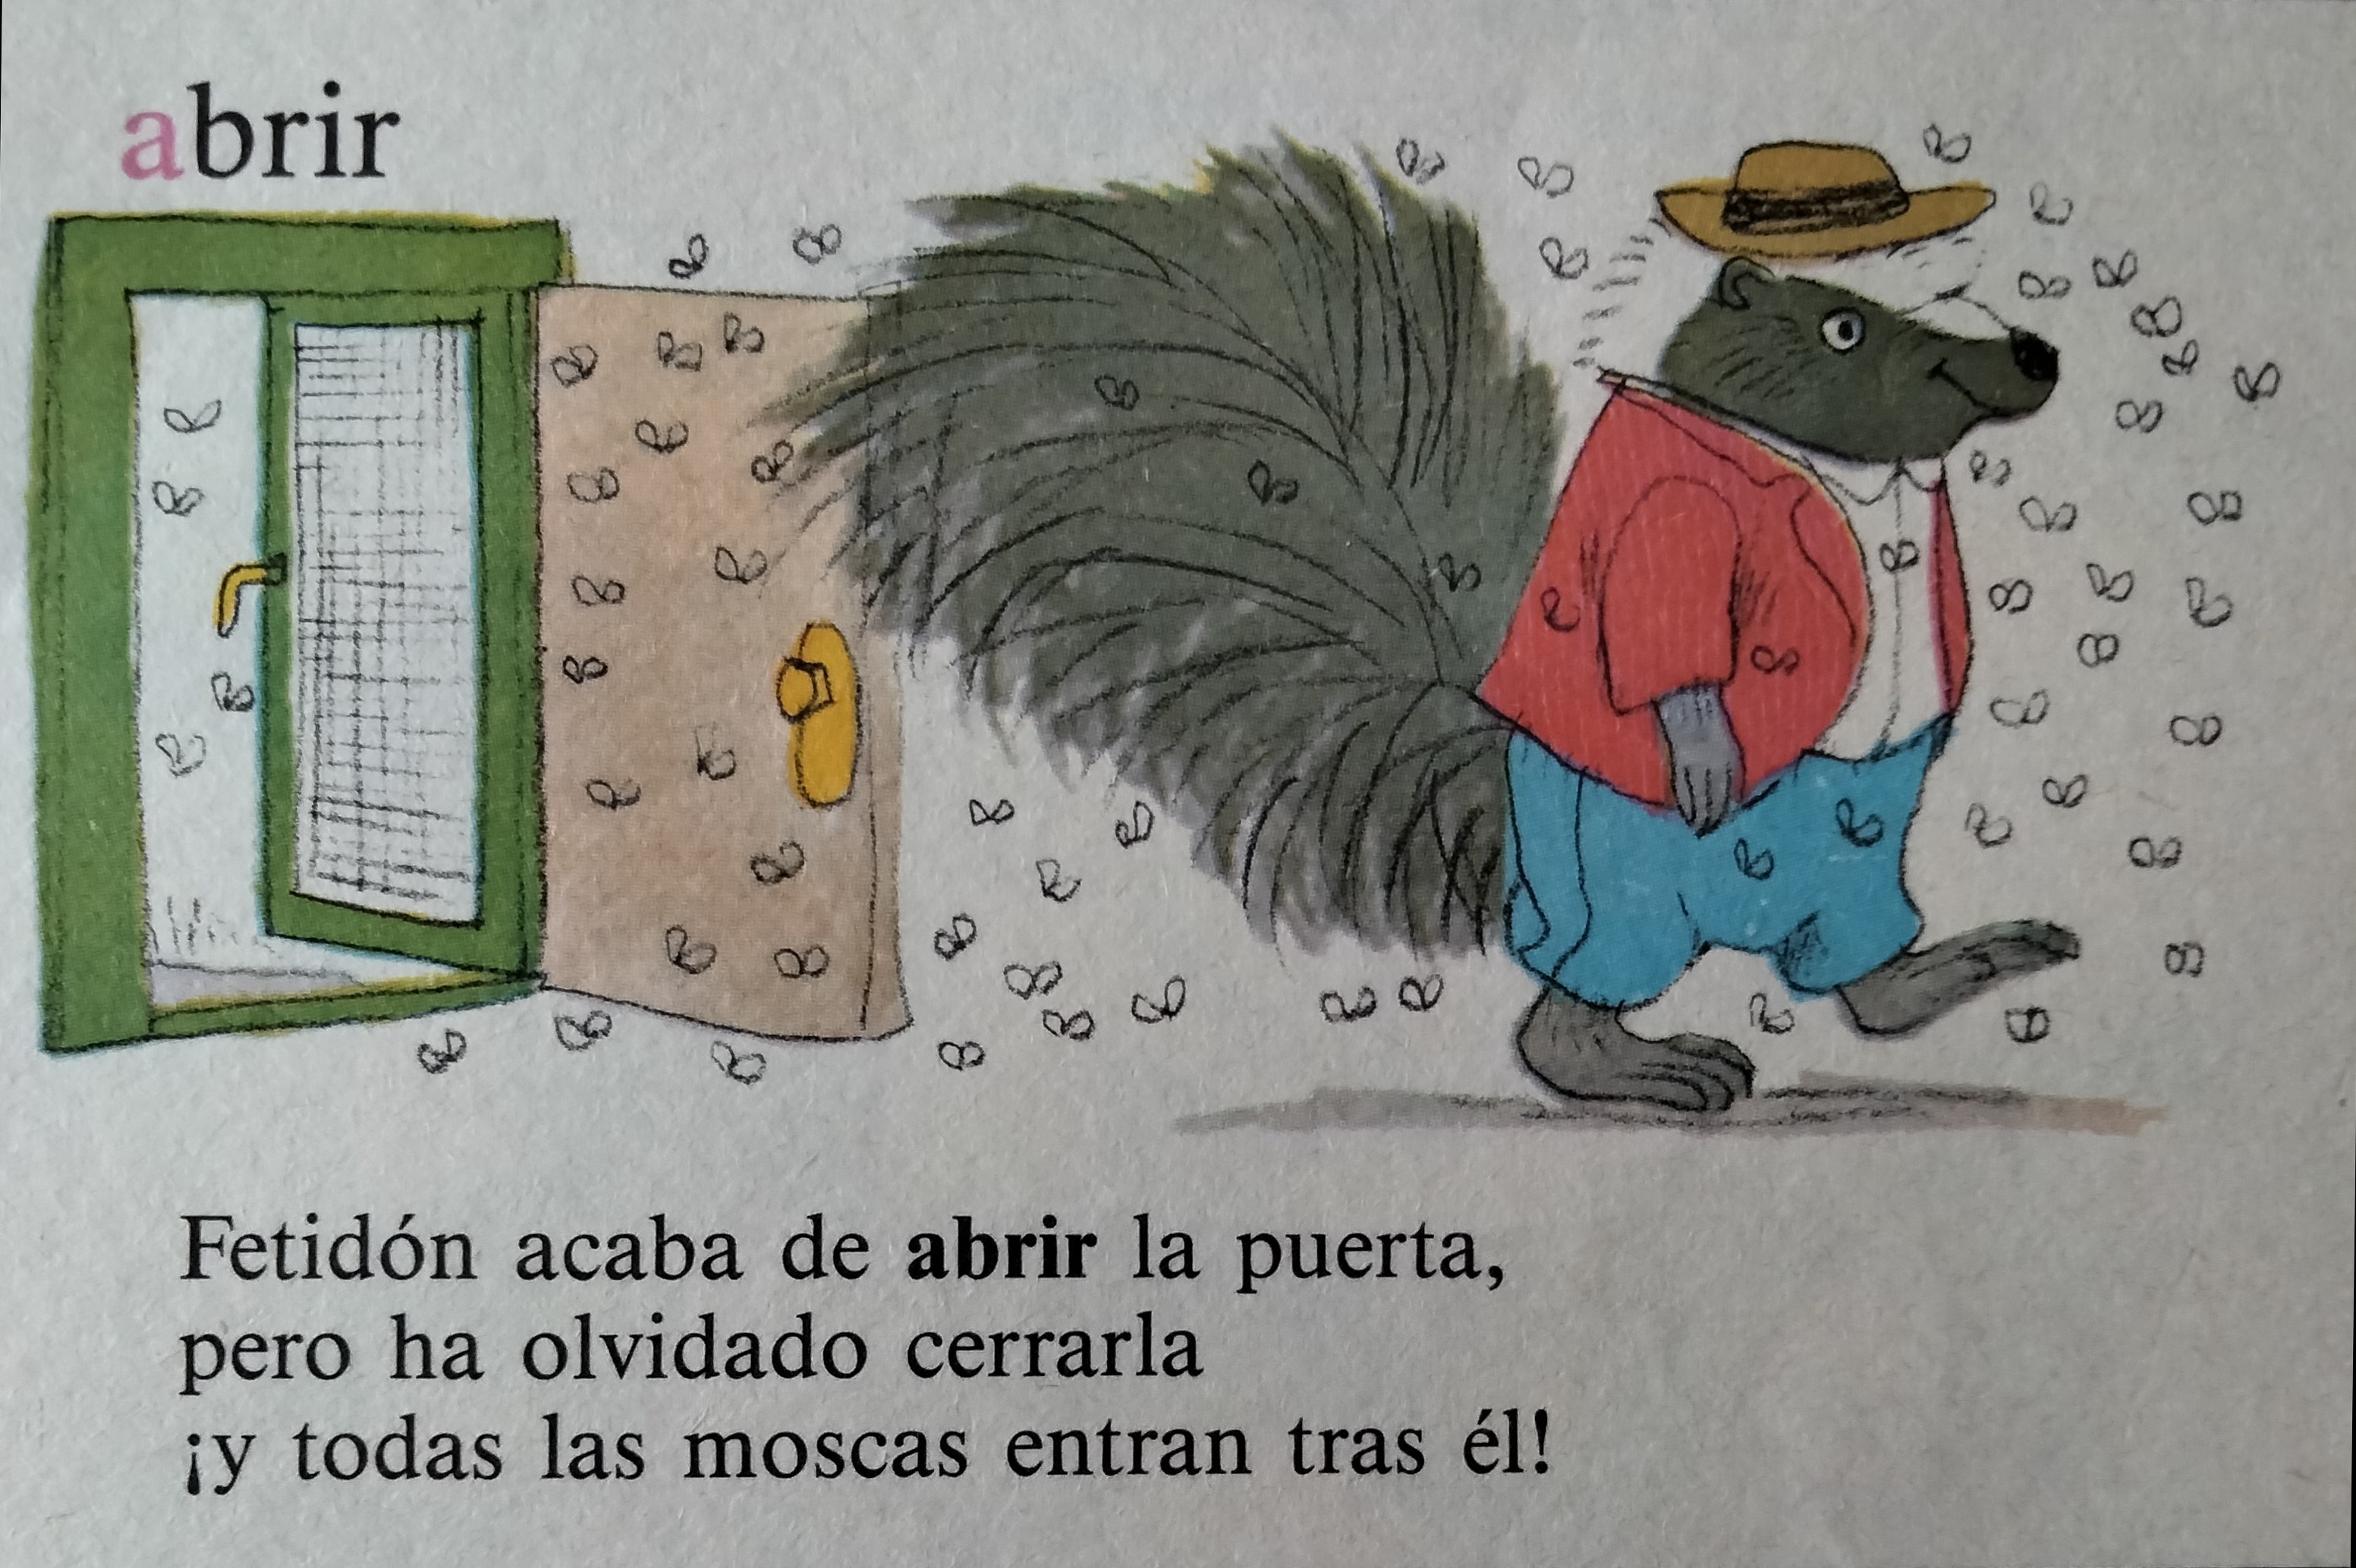 abrir
Fetidón acaba de abrir la puerta,
pero ha olvidado cerrarla
¡y todas las moscas entran tras él!